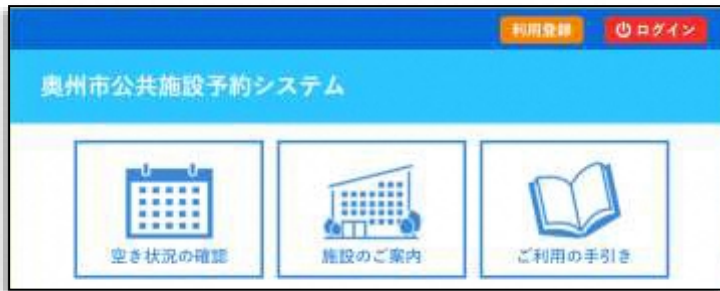 利用登録
ログイン
奥州市公共施設予約システム
空き状況の確認
施設のご案内
ご利用の手引き